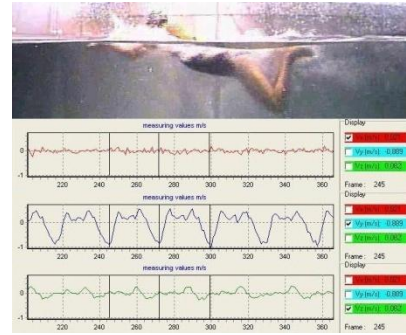 measuring values m/s
0
-1
220 240 260 280 300 320 340 360
Display
Vy [m/s] -0.889
Vz [m/s] 0.062
Frame : 245
measuring values m/s
0
-1
220 240 260 280 300 320 340 360
Display
Vy [m/s] -0.889
Vz [m/s] 0.062
Frame : 245
measuring values m/s
0
-1
220 240 260 280 300 320 340 360
Display
Vy [m/s] -0.889
Vz [m/s] 0.062
Frame : 245